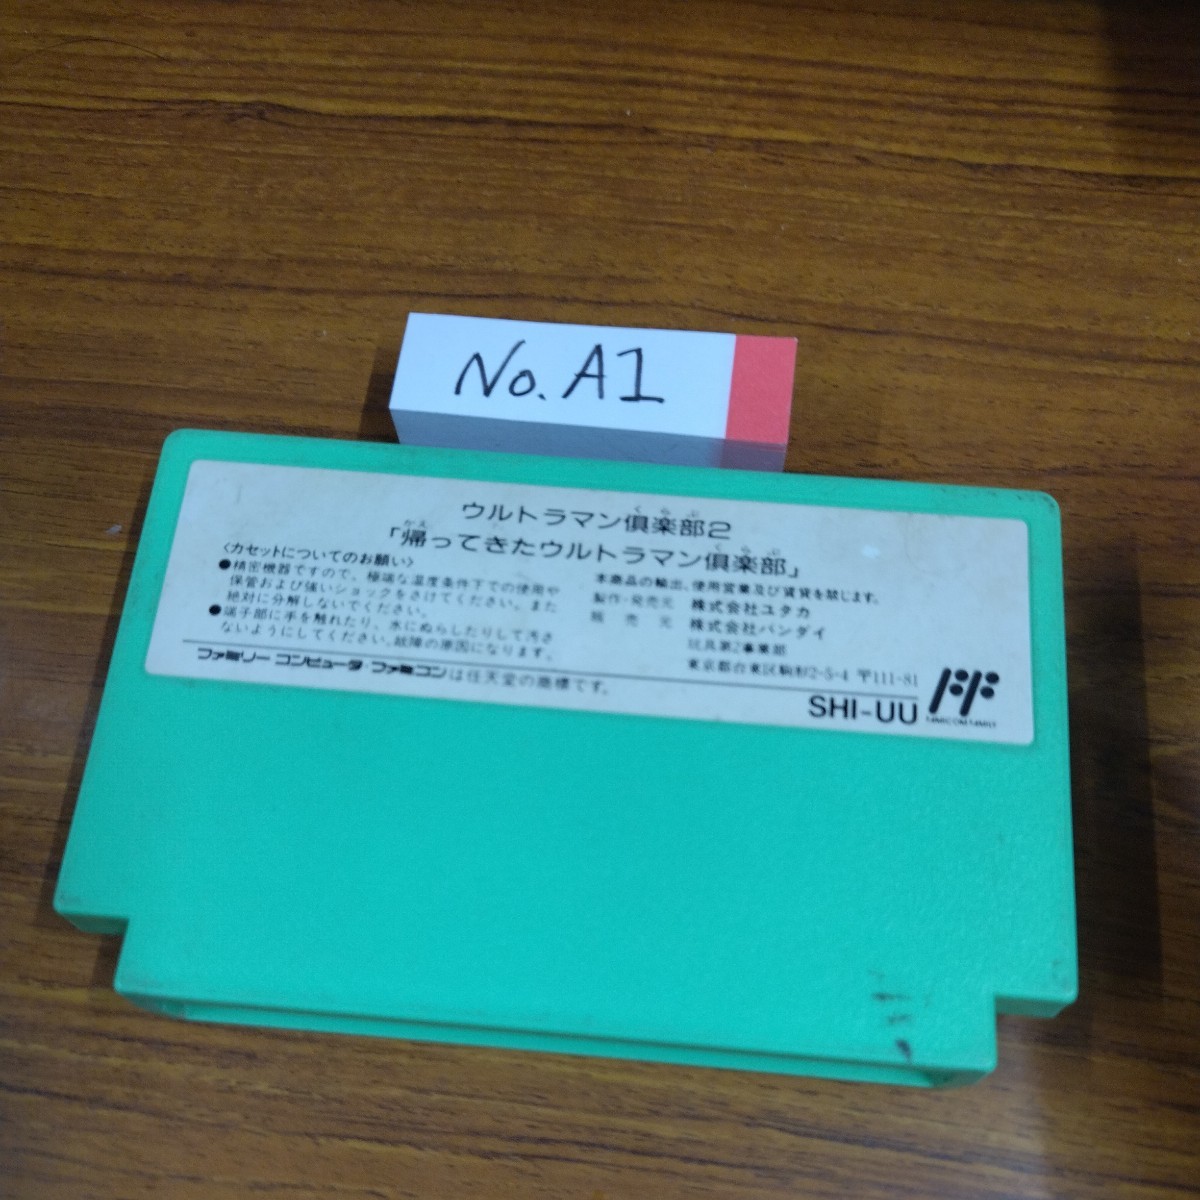 No. A1
ウルトラマン倶楽部2
くらぶ
「帰ってきたウルトラマン倶楽部」
かえ くらぶ
〈カセットについてのお願い〉
●精密機器ですので、極端な温度条件下での使用や
保管および強いショックをさけてください。また
絶対に分解しないでください。
●端子部に手を触れたり、水にぬらしたりして汚さ
ないようにしてください。故障の原因になります。
本商品の輸出、使用営業及び賃貸を禁じます。
製作・発売元 株式会社ユタカ
販売元 株式会社バンダイ
玩具第2事業部
東京都台東区駒形2-5-4 〒111-81
ファミリーコンピュータ・ファミコンは任天堂の商標です。
SHI-UU
FF
FAMICOM FAMILY